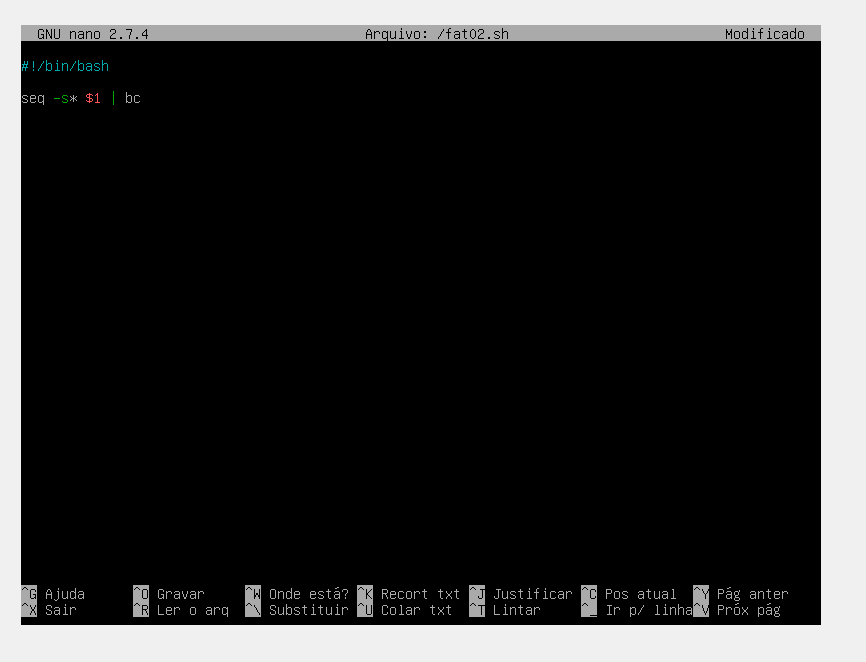 GNU nano 2.7.4 Arquivo: /fat02.sh Modificado
#!/bin/bash
seq -s* $1 | bc
^G Ajuda ^O Gravar ^W Onde está? ^K Recort txt ^J Justificar ^C Pos atual ^Y Pág anter
^X Sair ^R Ler o arq ^\ Substituir ^U Colar txt ^T Lintar ^_ Ir p/ linha ^V Próx pág